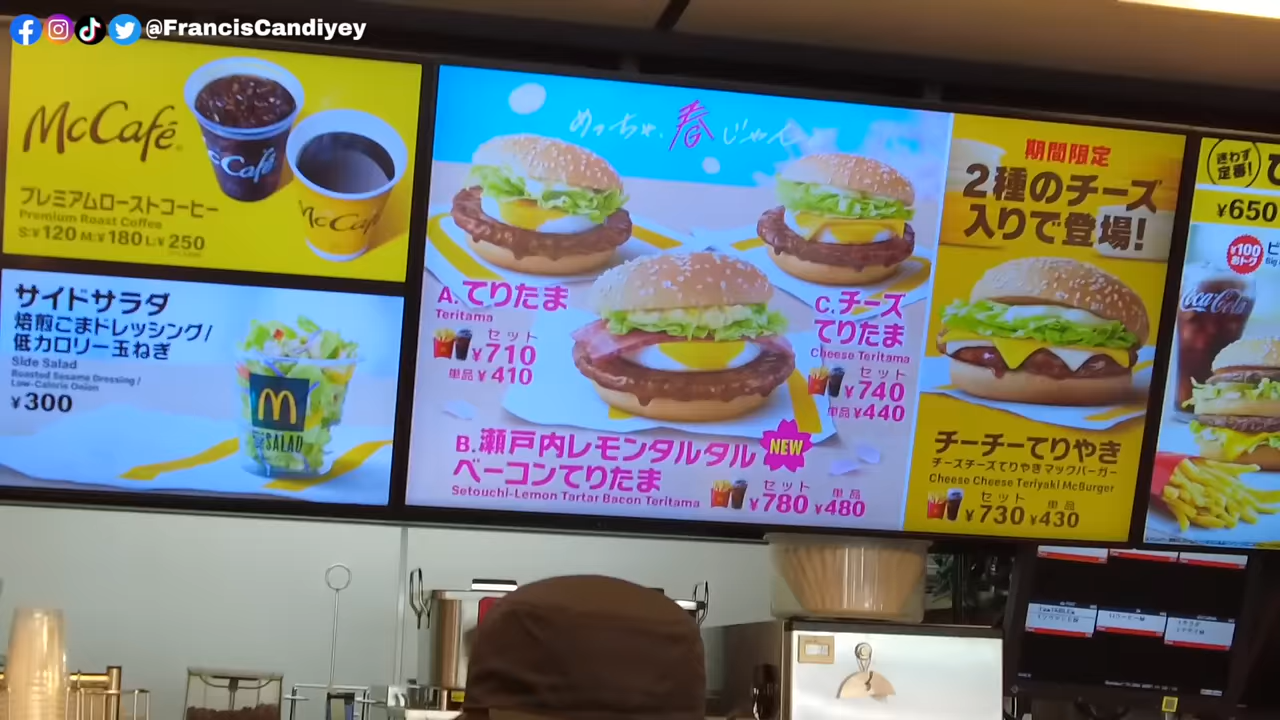 @FrancisCandiyey
McCafé
McCafé
McCafé
プレミアムローストコーヒー
Premium Roast Coffee
S:¥120 M:¥180 L:¥250
サイドサラダ
焙煎ごまドレッシング/
低カロリー玉ねぎ
Side Salad
Roasted Sesame Dressing/
Low-Calorie Onion
¥300
SALAD
めっちゃ、春じゃん
A.てりたま
Teritama
セット
¥710
単品¥410
C.チーズ
てりたま
Cheese Teritama
セット
¥740
単品¥440
B.瀬戸内レモンタルタル
ベーコンてりたま
NEW
Setouchi-Lemon Tartar Bacon Teritama
セット 単品
¥780 ¥480
期間限定
2種のチーズ
入りで登場!
チーチーてりやき
チーズチーズてりやきマックバーガー
Cheese Cheese Teriyaki McBurger
セット 単品
¥730 ¥430
まわず
定番!
¥650
¥100
おトク
Coca-Cola